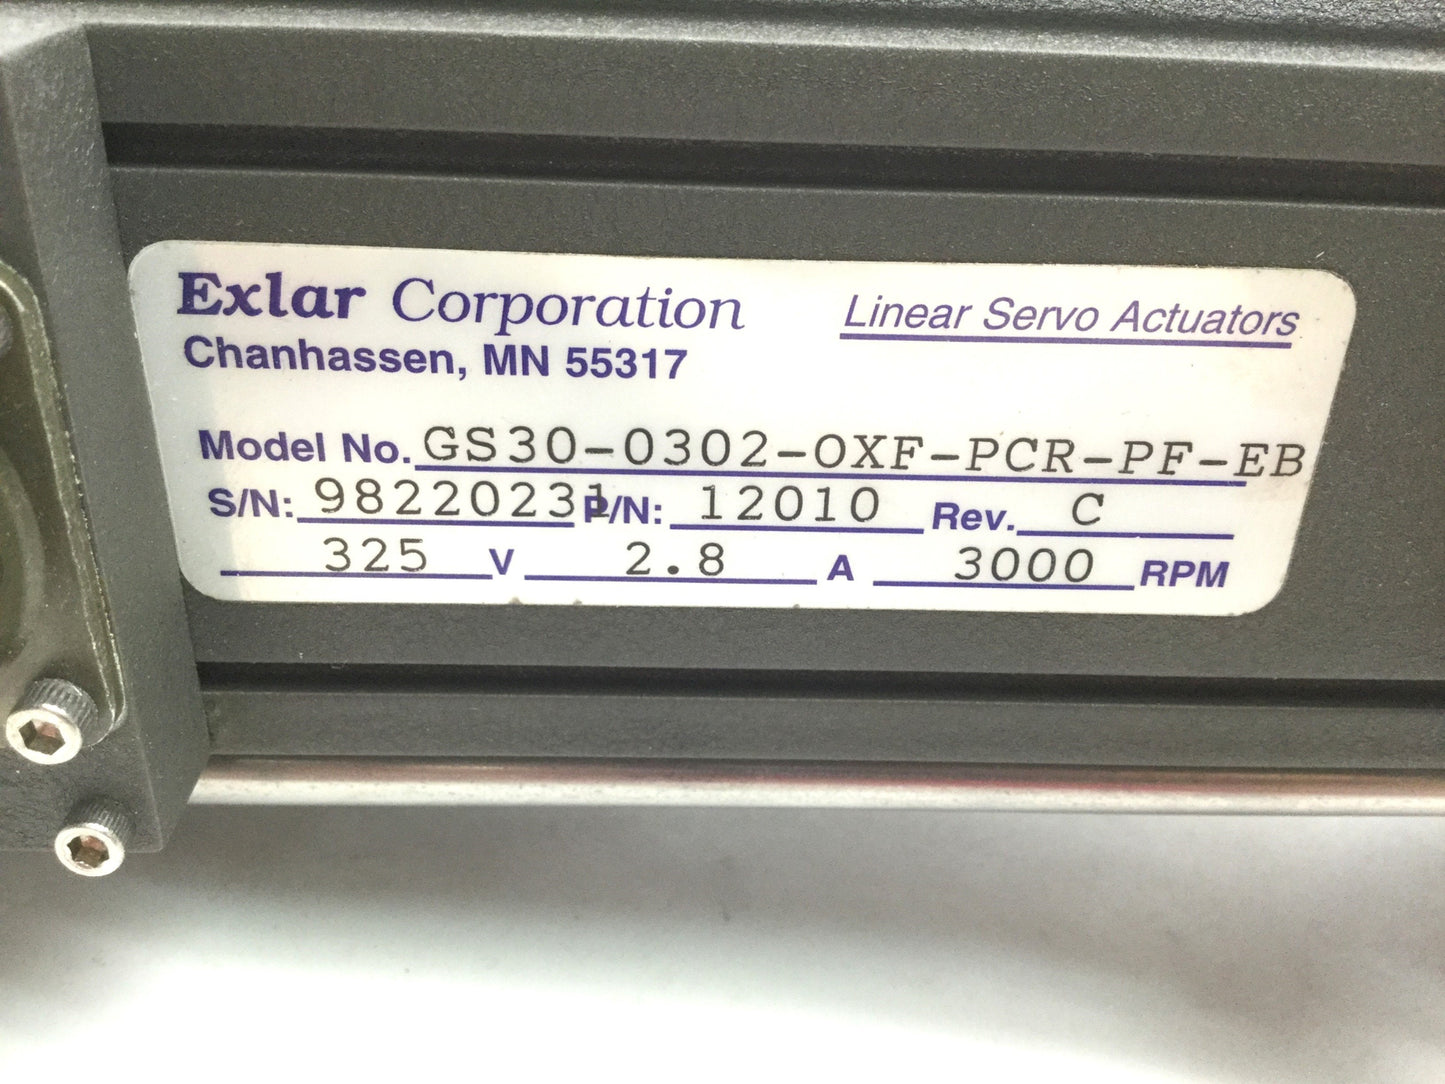 Exlar Corporation Linear Servo Actuators
Chanhassen, MN 55317
Model No. GS30-0302-OXF-PCR-PF-EB
S/N: 98220231 P/N: 12010 Rev. C
325 V 2.8 A 3000 RPM